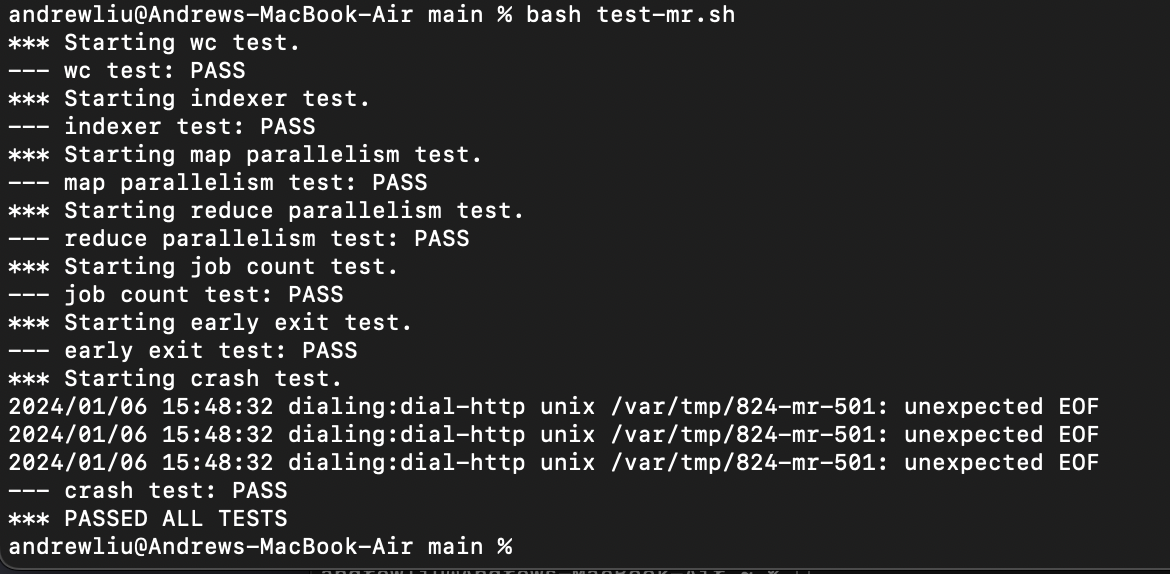 andrewliu@Andrews-MacBook-Air main % bash test-mr.sh
*** Starting wc test.
--- wc test: PASS
*** Starting indexer test.
--- indexer test: PASS
*** Starting map parallelism test.
--- map parallelism test: PASS
*** Starting reduce parallelism test.
--- reduce parallelism test: PASS
*** Starting job count test.
--- job count test: PASS
*** Starting early exit test.
--- early exit test: PASS
*** Starting crash test.
2024/01/06 15:48:32 dialing:dial-http unix /var/tmp/824-mr-501: unexpected EOF
2024/01/06 15:48:32 dialing:dial-http unix /var/tmp/824-mr-501: unexpected EOF
2024/01/06 15:48:32 dialing:dial-http unix /var/tmp/824-mr-501: unexpected EOF
--- crash test: PASS
*** PASSED ALL TESTS
andrewliu@Andrews-MacBook-Air main %